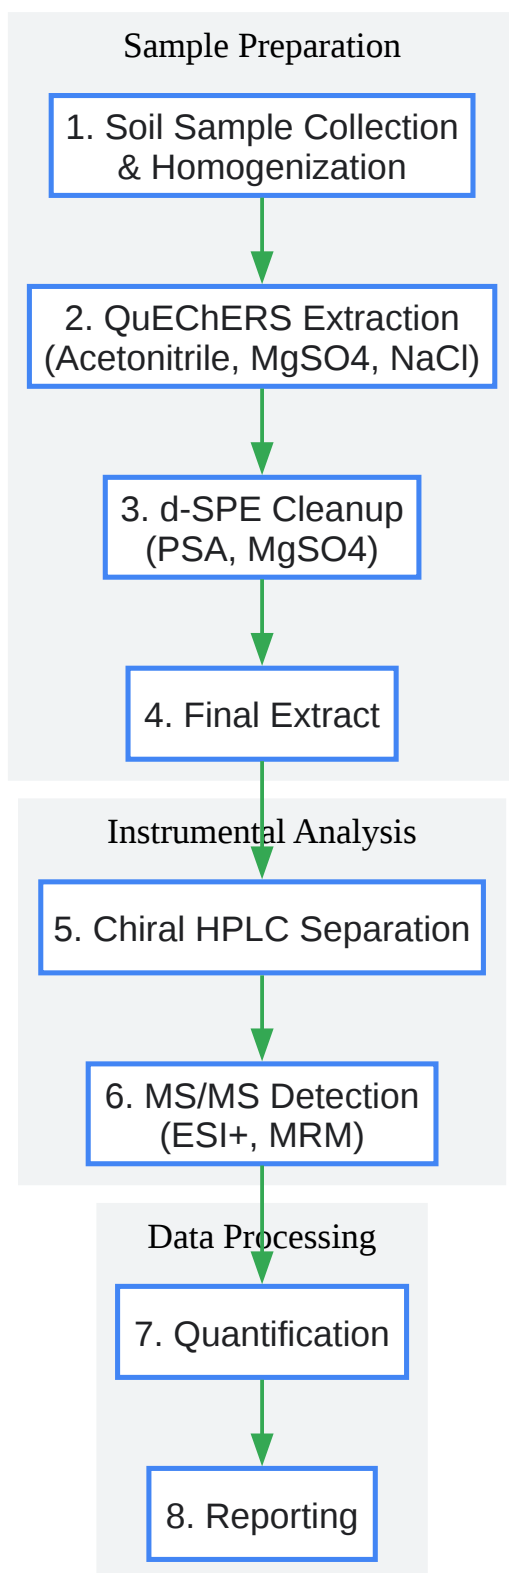 Sample Preparation
1. Soil Sample Collection
& Homogenization
2. QuEChERS Extraction
(Acetonitrile, MgSO4, NaCl)
3. d-SPE Cleanup
(PSA, MgSO4)
4. Final Extract
Instrumental Analysis
5. Chiral HPLC Separation
6. MS/MS Detection
(ESI+, MRM)
Data Processing
7. Quantification
8. Reporting